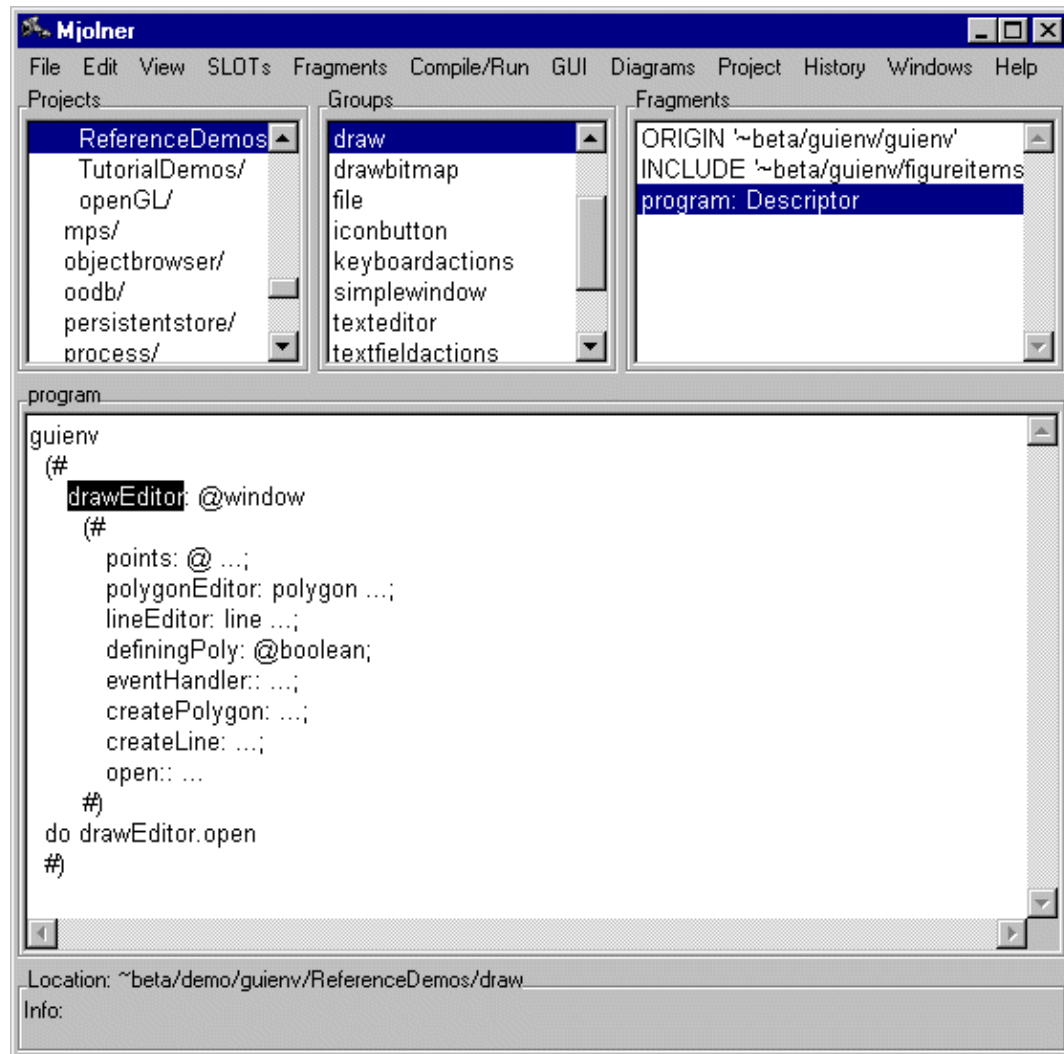 Mjolner
File Edit View SLOTs Fragments Compile/Run GUI Diagrams Project History Windows Help
Projects
ReferenceDemos
TutorialDemos/
openGL/
mps/
objectbrowser/
oodb/
persistentstore/
process/
Groups
draw
drawbitmap
file
iconbutton
keyboardactions
simplewindow
texteditor
textfieldactions
Fragments
ORIGIN '~beta/guienv/guienv'
INCLUDE '~beta/guienv/figureitems
program: Descriptor
program
guienv
(#
drawEditor: @window
(#
points: @ ...;
polygonEditor: polygon ...;
lineEditor: line ...;
definingPoly: @boolean;
eventHandler:: ...;
createPolygon: ...;
createLine: ...;
open:: ...
#)
do drawEditor.open
#)
Location: ~beta/demo/guienv/ReferenceDemos/draw
Info: